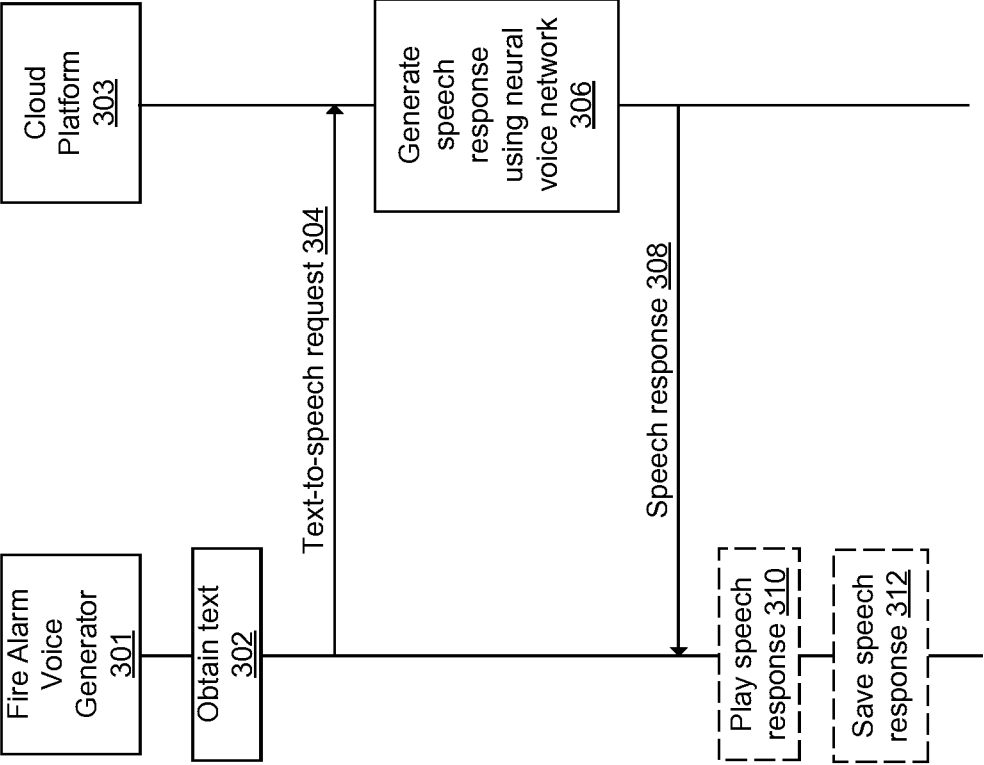 Fire Alarm
Voice
Generator
301
Cloud
Platform
303
Obtain text
302
Text-to-speech request 304
Generate
speech
response
using neural
voice network
306
Speech response 308
Play speech
response 310
Save speech
response 312